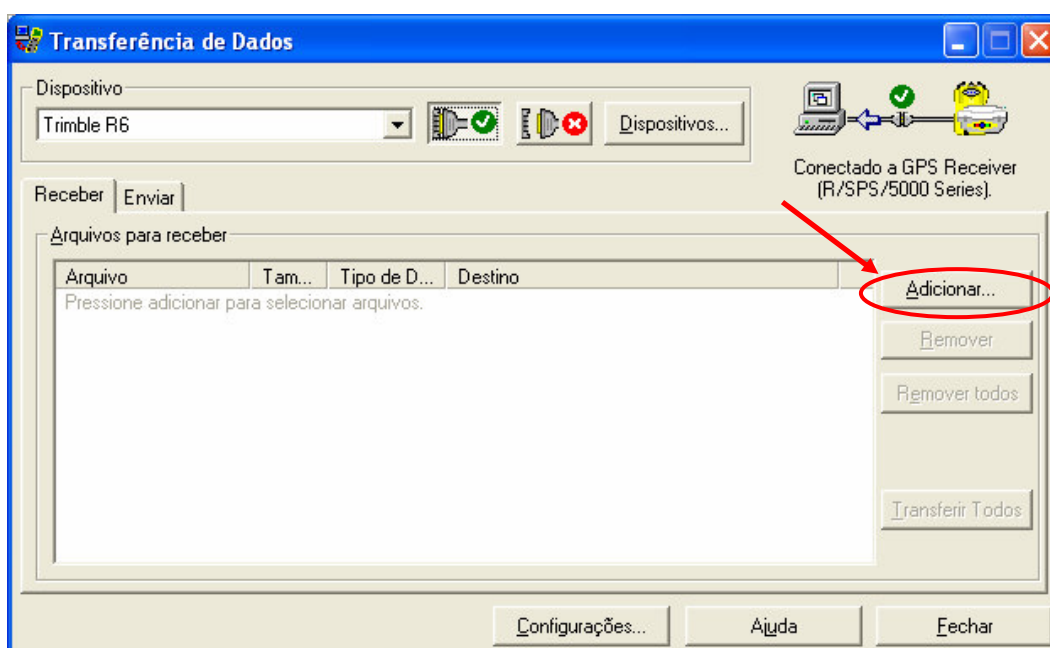 Transferência de Dados
Dispositivo
Trimble R6
Dispositivos...
Conectado a GPS Receiver
(R/SPS/5000 Series).
Receber
Enviar
Arquivos para receber
Arquivo Tam... Tipo de D... Destino
Pressione adicionar para selecionar arquivos.
Adicionar...
Remover
Remover todos
Transferir Todos
Configurações... Ajuda Fechar